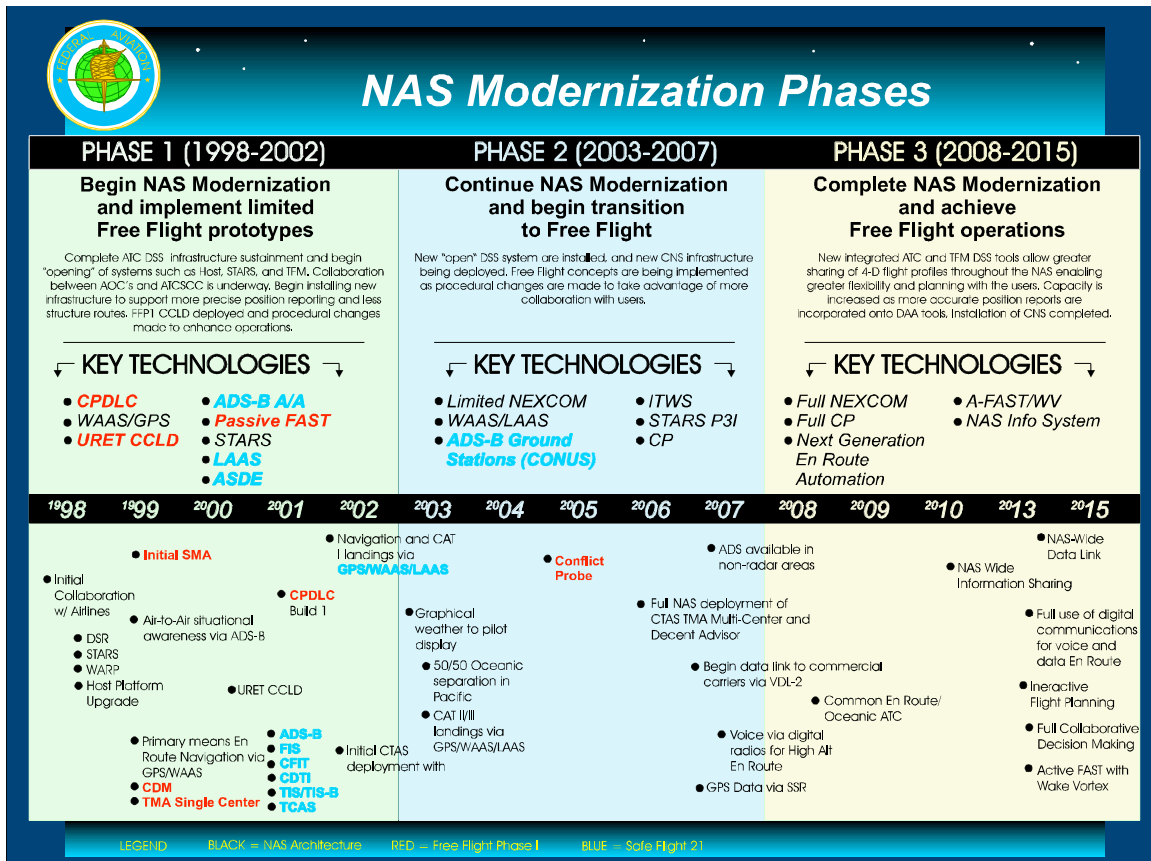 FEDERAL AVIATION
NAS Modernization Phases
PHASE 1 (1998-2002)
Begin NAS Modernization
and implement limited
Free Flight prototypes
Complete ATC DSS infrastructure sustainment and begin
"opening" of systems such as Host, STARS, and TFM. Collaboration
between AOC's and ATCSCC is underway. Begin installing new
infrastructure to support more precise position reporting and less
structure routes. FFP1 CCLD deployed and procedural changes
made to enhance operations.
KEY TECHNOLOGIES
CPDLC
WAAS/GPS
URET CCLD
ADS-B A/A
Passive FAST
STARS
LAAS
ASDE
PHASE 2 (2003-2007)
Continue NAS Modernization
and begin transition
to Free Flight
New "open" DSS system are installed, and new CNS infrastructure
being deployed. Free Flight concepts are being implemented
as procedural changes are made to take advantage of more
collaboration with users.
KEY TECHNOLOGIES
Limited NEXCOM
WAAS/LAAS
ADS-B Ground
Stations (CONUS)
ITWS
STARS P3I
CP
PHASE 3 (2008-2015)
Complete NAS Modernization
and achieve
Free Flight operations
New integrated ATC and TFM DSS tools allow greater
sharing of 4-D flight profiles throughout the NAS enabling
greater flexibility and planning with the users. Capacity is
increased as more accurate position reports are
incorporated onto DAA tools. Installation of CNS completed.
KEY TECHNOLOGIES
Full NEXCOM
Full CP
Next Generation
En Route
Automation
A-FAST/WV
NAS Info System
1998 1999 2000 2001 2002 2003 2004 2005 2006 2007 2008 2009 2010 2013 2015
Initial SMA
Initial
Collaboration
w/ Airlines
Air-to-Air situational
awareness via ADS-B
DSR
STARS
WARP
Host Platform
Upgrade
URET CCLD
Primary means En
Route Navigation via
GPS/WAAS
CDM
TMA Single Center
Navigation and CAT
I landings via
GPS/WAAS/LAAS
CPDLC
Build 1
ADS-B
FIS
CFIT
CDTI
TIS/TIS-B
TCAS
Initial CTAS
deployment with
Graphical
weather to pilot
display
50/50 Oceanic
separation in
Pacific
CAT II/III
landings via
GPS/WAAS/LAAS
Conflict
Probe
ADS available in
non-radar areas
Full NAS deployment of
CTAS TMA Multi-Center and
Decent Advisor
Begin data link to commercial
carriers via VDL-2
Voice via digital
radios for High Alt
En Route
GPS Data via SSR
Common En Route/
Oceanic ATC
NAS-Wide
Data Link
NAS Wide
Information Sharing
Full use of digital
communications
for voice and
data En Route
Ineractive
Flight Planning
Full Collaborative
Decision Making
Active FAST with
Wake Vortex
LEGEND BLACK = NAS Architecture RED = Free Flight Phase I BLUE = Safe Flight 21